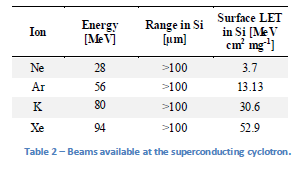 Ion Energy [MeV] Range in Si [µm] Surface LET in Si [MeV cm² mg⁻¹]
Ne 28 >100 3.7
Ar 56 >100 13.13
K 80 >100 30.6
Xe 94 >100 52.9
Table 2 – Beams available at the superconducting cyclotron.